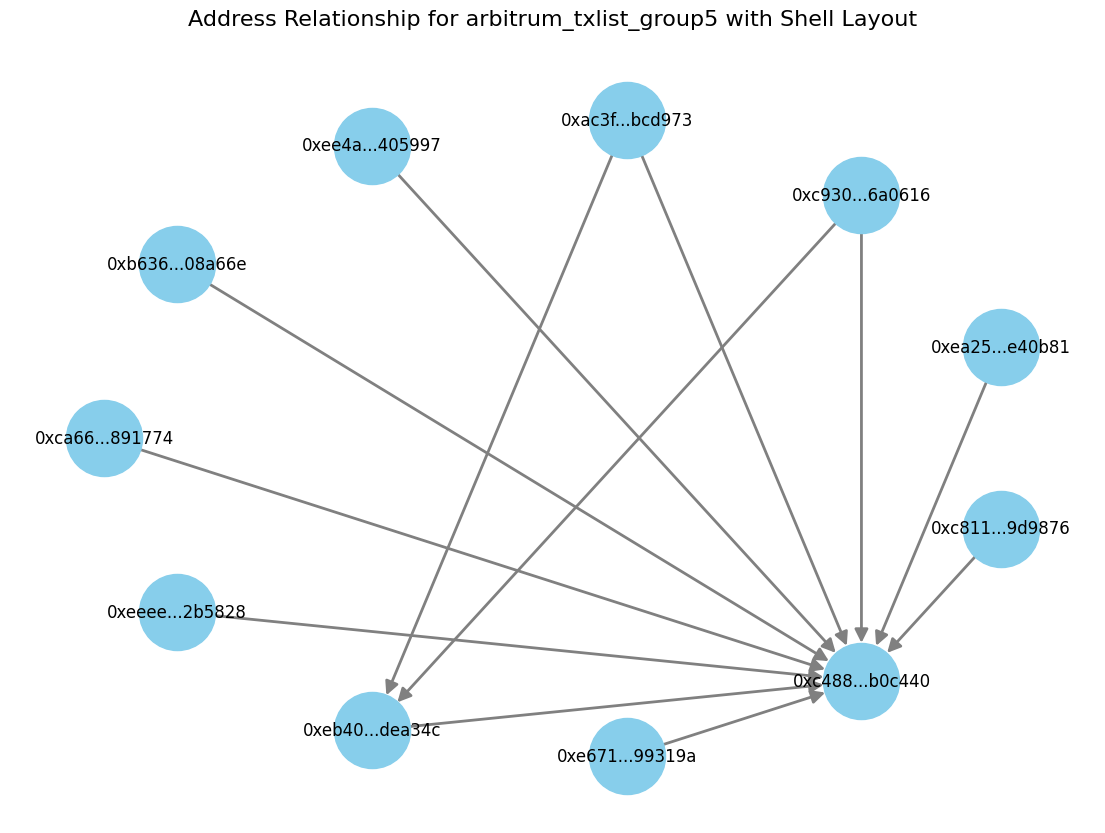 Address Relationship for arbitrum_txlist_group5 with Shell Layout
0xac3f...bcd973
0xee4a...405997
0xc930...6a0616
0xb636...08a66e
0xea25...e40b81
0xca66...891774
0xc811...9d9876
0xeeee...2b5828
0xc488...b0c440
0xeb40...dea34c
0xe671...99319a